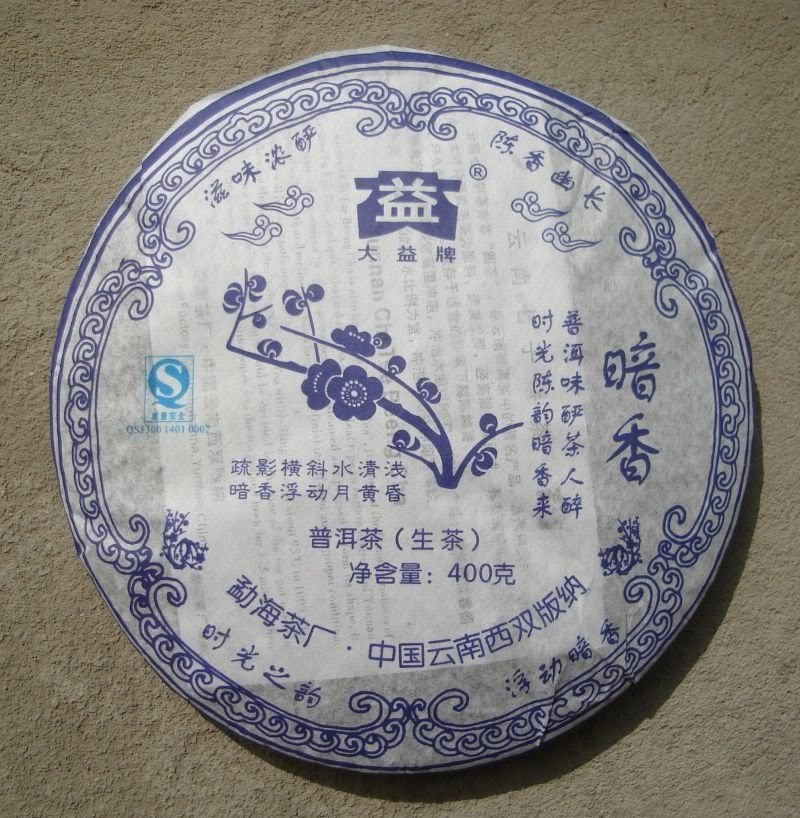 滋味浓酽
陈香幽长
益®
大益牌
暗香
普洱味酽茶人醉
时光陈韵暗香来
质量安全
QS5300 1401 0002
疏影横斜水清浅
暗香浮动月黄昏
普洱茶（生茶）
净含量：400克
勐海茶厂·中国云南西双版纳
时光之韵
浮动暗香